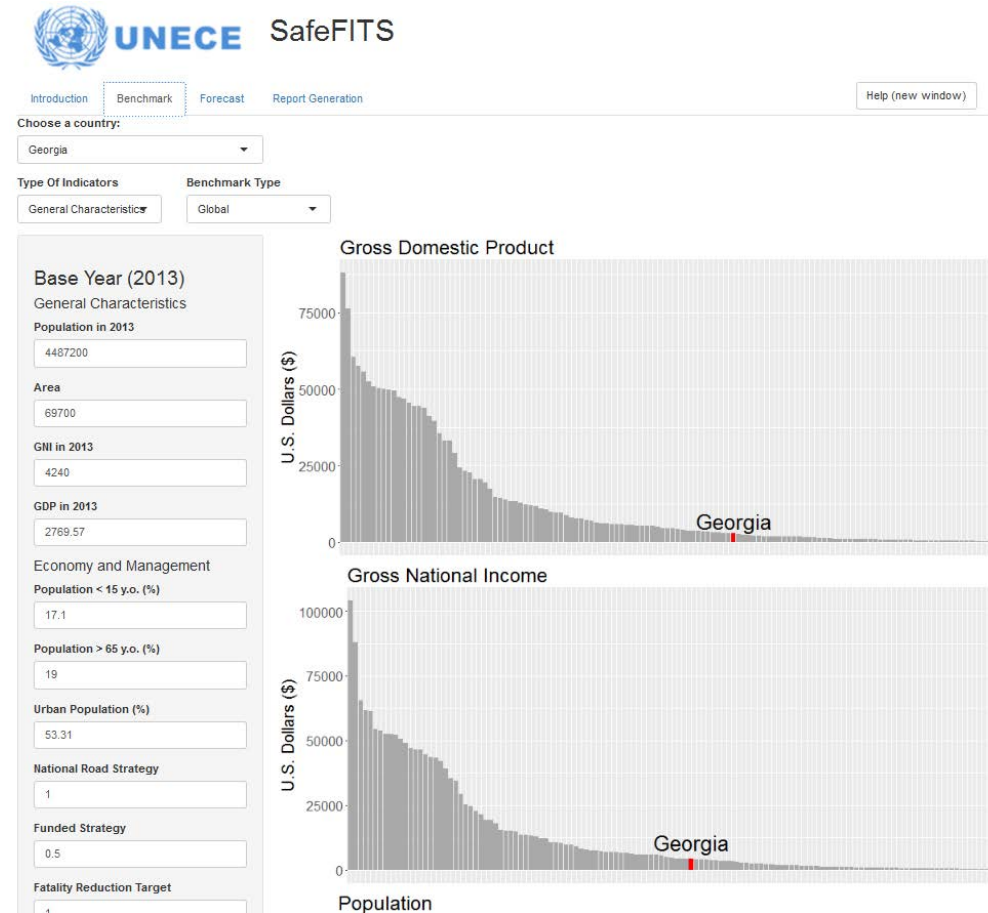 UNECE SafeFITS
Introduction Benchmark Forecast Report Generation Help (new window)
Choose a country:
Georgia
Type Of Indicators Benchmark Type
General Characteristics Global
Base Year (2013)
General Characteristics
Population in 2013
4487200
Area
69700
GNI in 2013
4240
GDP in 2013
2769.57
Economy and Management
Population < 15 y.o. (%)
17.1
Population > 65 y.o. (%)
19
Urban Population (%)
53.31
National Road Strategy
1
Funded Strategy
0.5
Fatality Reduction Target
1
Gross Domestic Product
U.S. Dollars ($)
75000
50000
25000
0
Georgia
Gross National Income
U.S. Dollars ($)
100000
75000
50000
25000
0
Georgia
Population